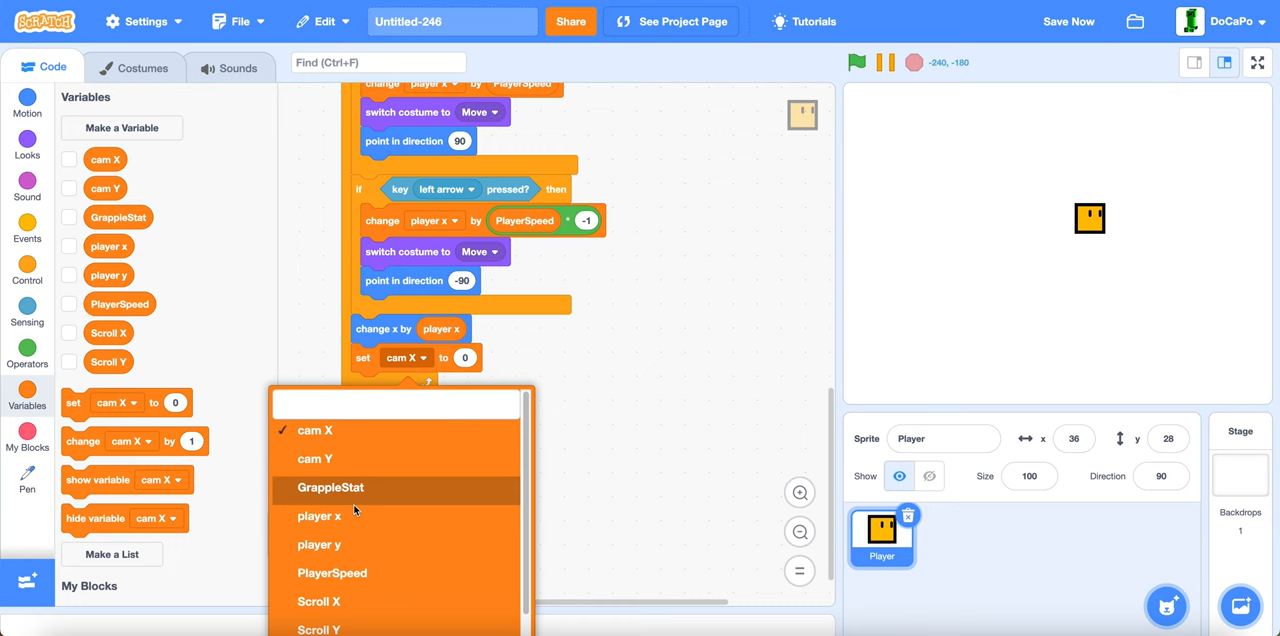 SCRATCH Settings File Edit Untitled-246 Share See Project Page Tutorials Save Now DoCaPo
Code Costumes Sounds Find (Ctrl+F) -240, -180
Motion
Looks
Sound
Events
Control
Sensing
Operators
Variables
My Blocks
Pen
Variables
Make a Variable
cam X
cam Y
GrappleStat
player x
player y
PlayerSpeed
Scroll X
Scroll Y
set cam X to 0
change cam X by 1
show variable cam X
hide variable cam X
Make a List
My Blocks
change player x by PlayerSpeed
switch costume to Move
point in direction 90
if key left arrow pressed? then
change player x by PlayerSpeed * -1
switch costume to Move
point in direction -90
change x by player x
set cam X to 0
cam X
cam Y
GrappleStat
player x
player y
PlayerSpeed
Scroll X
Scroll Y
Sprite Player x 36 y 28
Show Size 100 Direction 90
Player
Stage
Backdrops
1